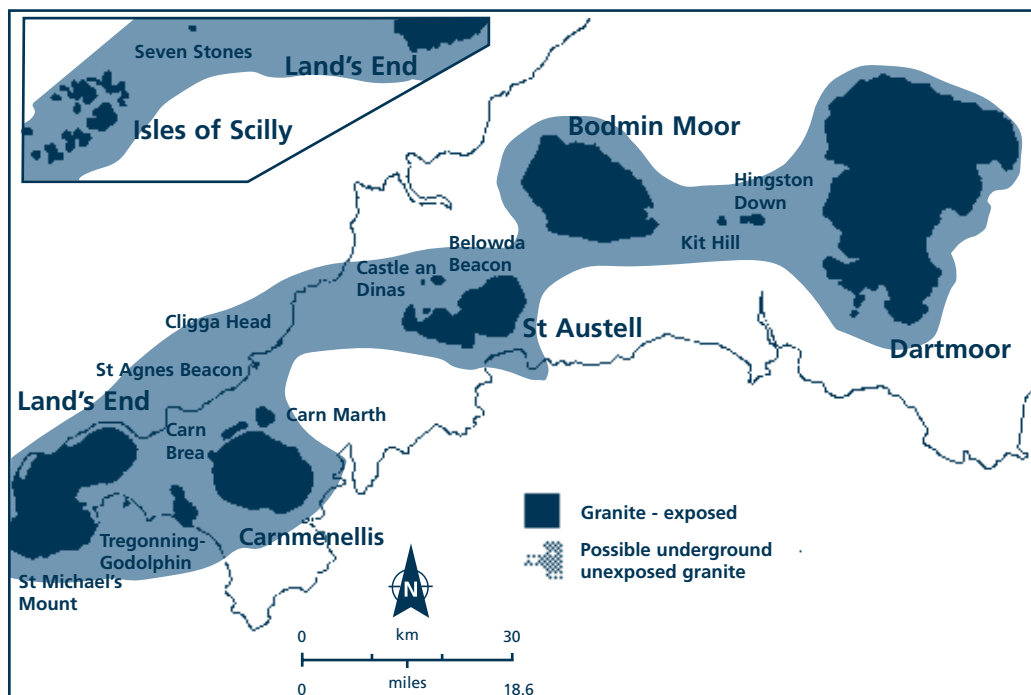 Seven Stones
Land's End
Isles of Scilly
Bodmin Moor
Hingston
Down
Kit Hill
Belowda
Beacon
Castle an
Dinas
Cligga Head
St Austell
Dartmoor
St Agnes Beacon
Land's End
Carn Marth
Carn
Brea
Carnmenellis
Tregonning-
Godolphin
St Michael's
Mount
Granite - exposed
Possible underground
unexposed granite
N
0 km 30
0 miles 18.6